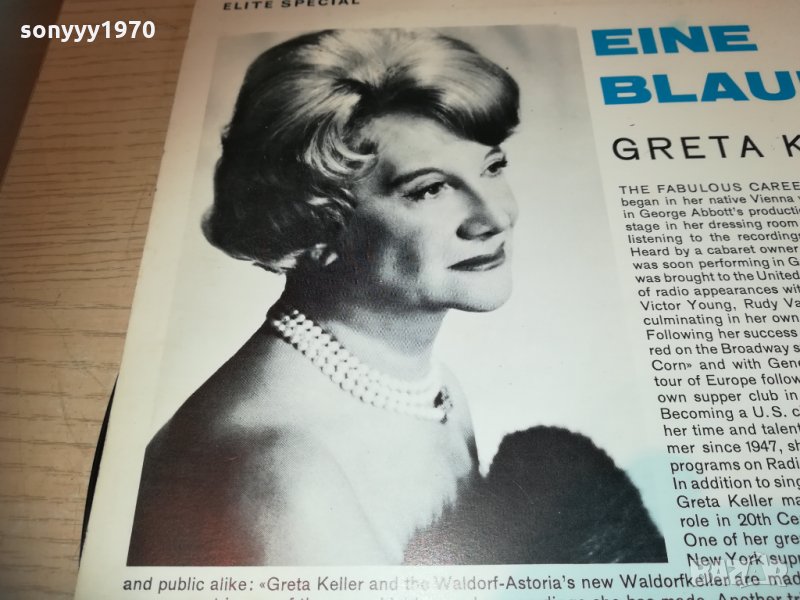 sonyyy1970
ELITE SPECIAL
EINE
BLAU
GRETA K
THE FABULOUS CAREE
began in her native Vienna
in George Abbott's production
stage in her dressing room
listening to the recordings
Heard by a cabaret owner
was soon performing in G
was brought to the United
of radio appearances wit
Victor Young, Rudy Va
culminating in her own
Following her success
red on the Broadway s
Corn» and with Gene
tour of Europe follow
own supper club in
Becoming a U.S. c
her time and talent
mer since 1947, sh
programs on Radi
In addition to sing
Greta Keller ma
role in 20th Ce
One of her gre
New York supp
and public alike: «Greta Keller and the Waldorf-Astoria's new Waldorfkeller are mad